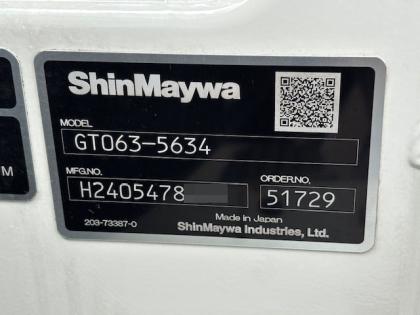 ShinMaywa
MODEL
GT063-5634
MFG.NO.
H2405478
ORDER.NO.
51729
Made in Japan
203-73387-0
ShinMaywa Industries, Ltd.
M